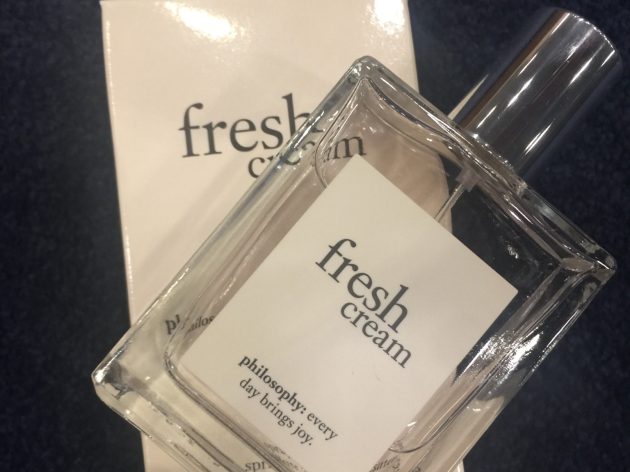 fresh
cream
fresh
cream
philosophy: every
day brings joy.